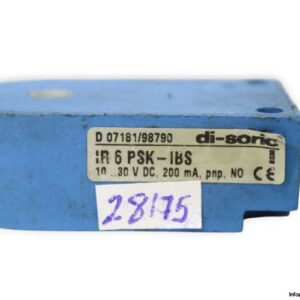 D 07181/98790 di-soric
IR 6 PSK-IBS
10...30 V DC, 200 mA, pnp, NO CE
28175